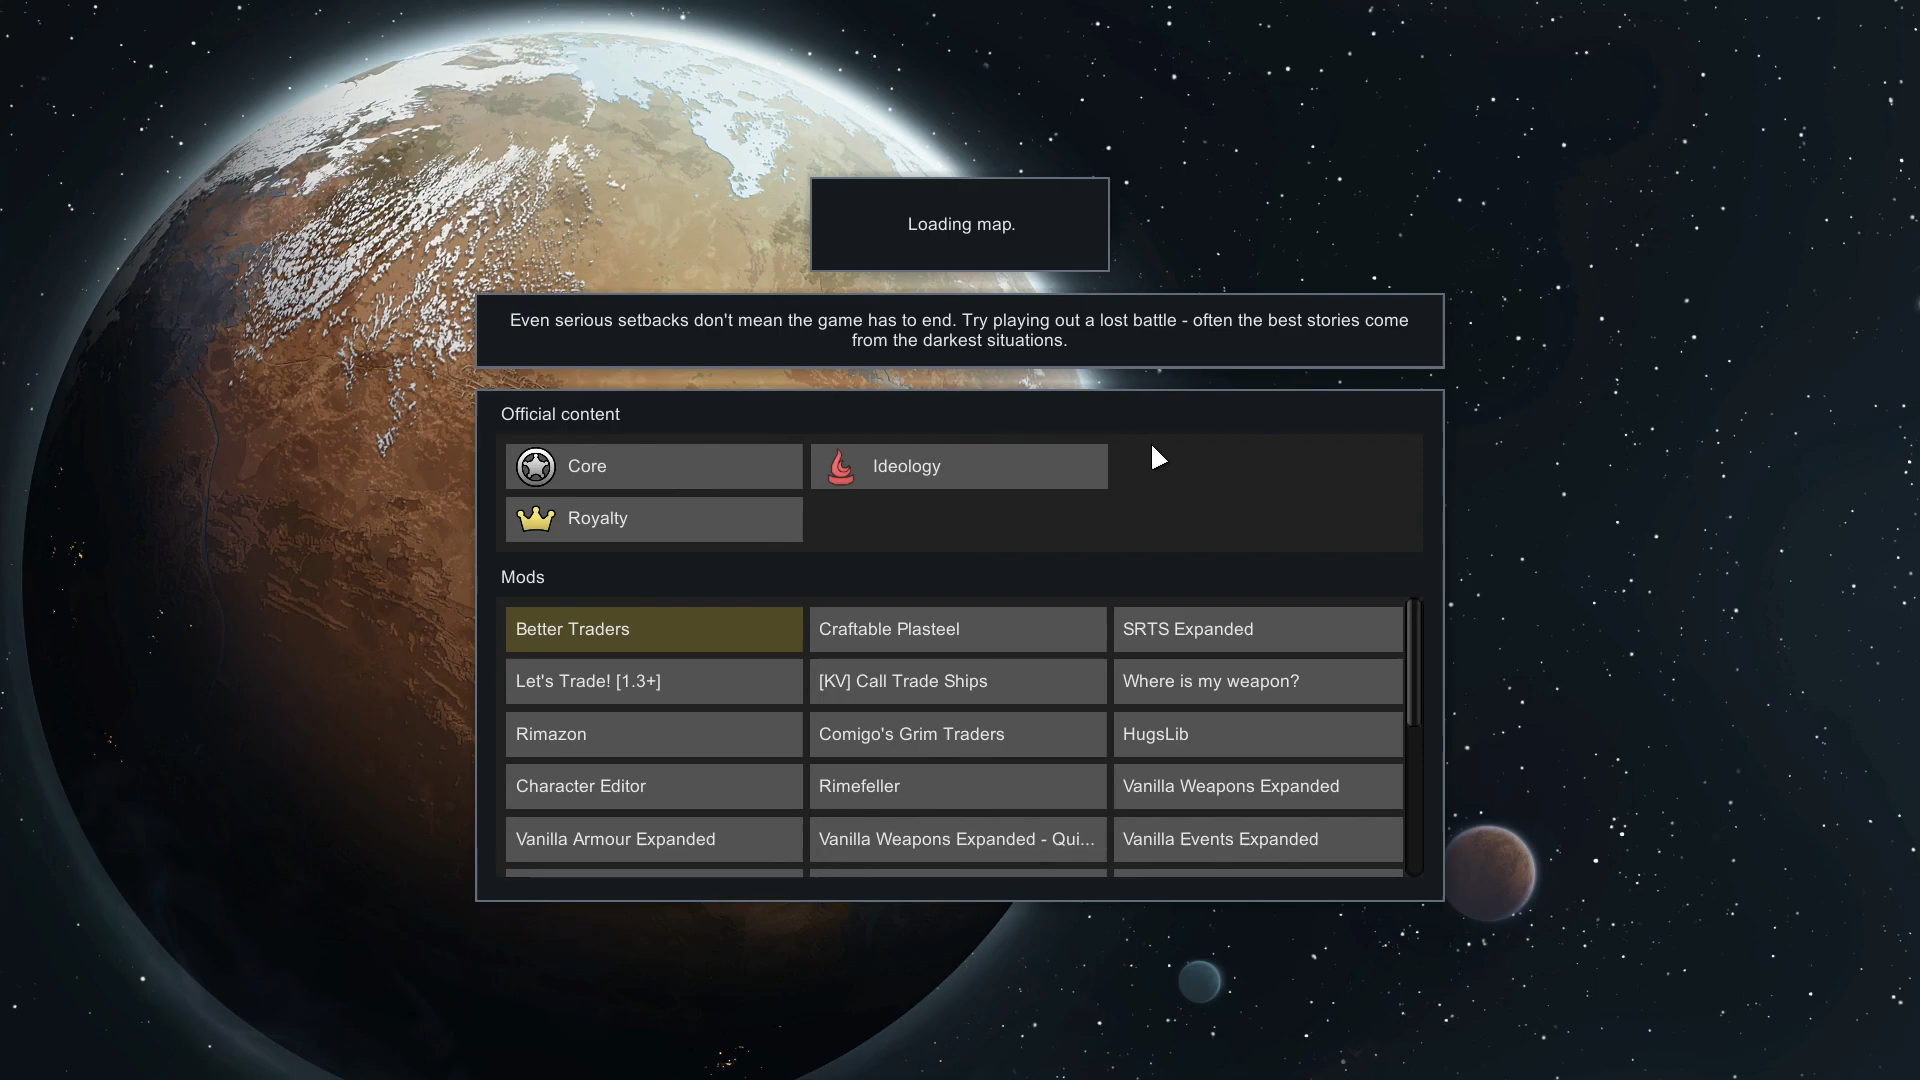 Loading map.
Even serious setbacks don't mean the game has to end. Try playing out a lost battle - often the best stories come
from the darkest situations.
Official content
Core
Ideology
Royalty
Mods
Better Traders
Craftable Plasteel
SRTS Expanded
Let's Trade! [1.3+]
[KV] Call Trade Ships
Where is my weapon?
Rimazon
Comigo's Grim Traders
HugsLib
Character Editor
Rimefeller
Vanilla Weapons Expanded
Vanilla Armour Expanded
Vanilla Weapons Expanded - Qui...
Vanilla Events Expanded